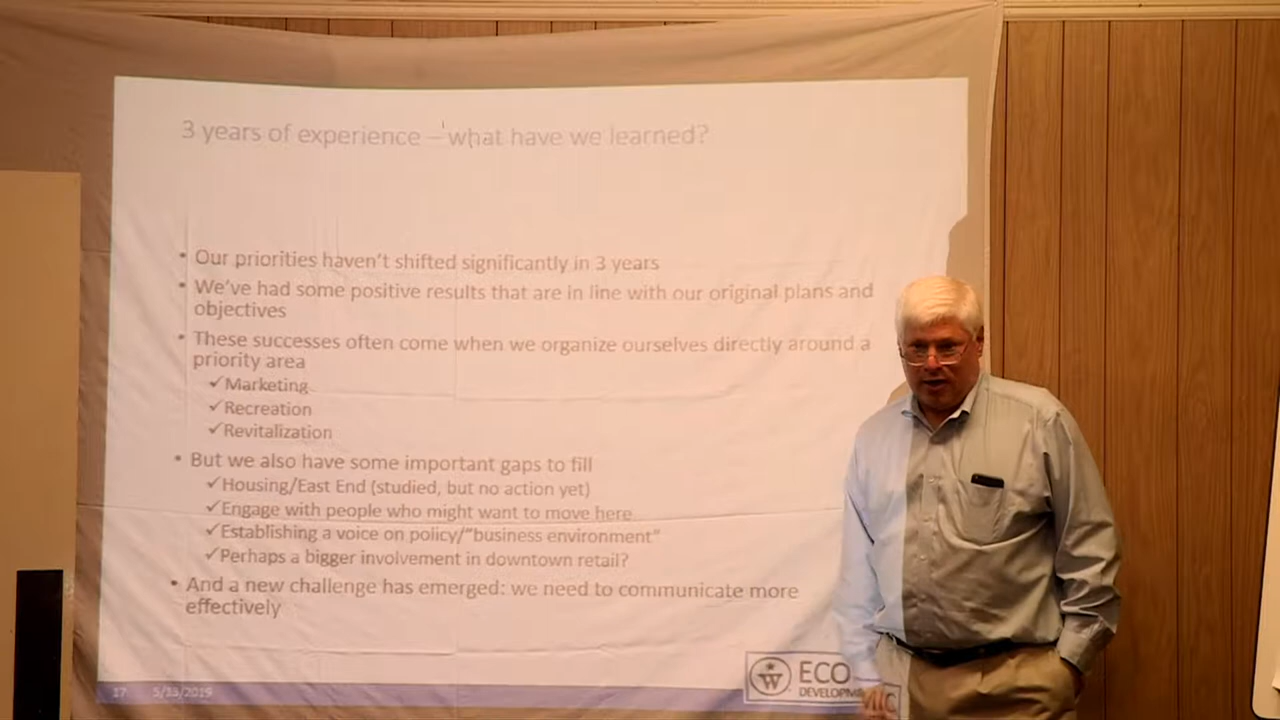 3 years of experience – what have we learned?
• Our priorities haven't shifted significantly in 3 years
• We've had some positive results that are in line with our original plans and
objectives
• These successes often come when we organize ourselves directly around a
priority area
✓Marketing
✓Recreation
✓Revitalization
• But we also have some important gaps to fill
✓Housing/East End (studied, but no action yet)
✓Engage with people who might want to move here
✓Establishing a voice on policy/"business environment"
✓Perhaps a bigger involvement in downtown retail?
• And a new challenge has emerged: we need to communicate more
effectively
17 5/13/2019
W ECO